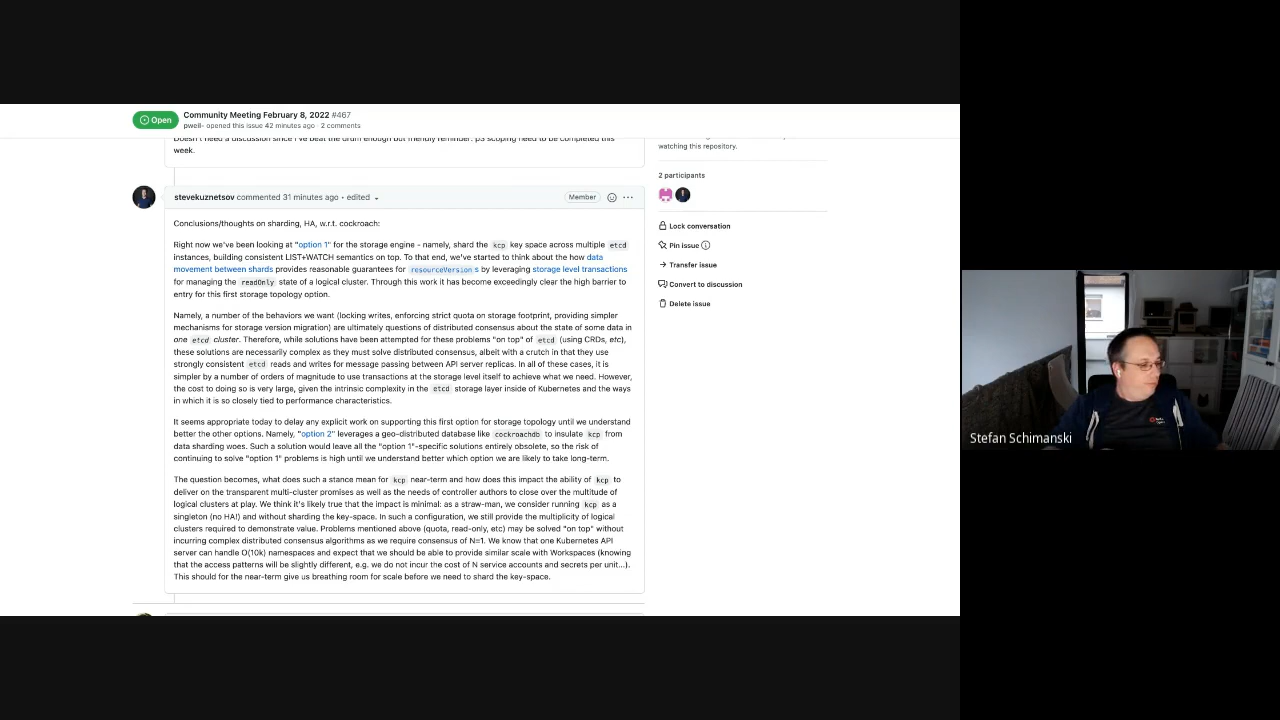 Open
Community Meeting February 8, 2022 #467
pweil- opened this issue 42 minutes ago · 2 comments
Doesn't need a discussion since I've beat the drum enough but friendly reminder: p3 scoping need to be completed this
week.
stevekuznetsov commented 31 minutes ago • edited
Member
Conclusions/thoughts on sharding, HA, w.r.t. cockroach:
Right now we've been looking at "option 1" for the storage engine - namely, shard the kcp key space across multiple etcd
instances, building consistent LIST+WATCH semantics on top. To that end, we've started to think about the how data
movement between shards provides reasonable guarantees for resourceVersion s by leveraging storage level transactions
for managing the readOnly state of a logical cluster. Through this work it has become exceedingly clear the high barrier to
entry for this first storage topology option.
Namely, a number of the behaviors we want (locking writes, enforcing strict quota on storage footprint, providing simpler
mechanisms for storage version migration) are ultimately questions of distributed consensus about the state of some data in
one etcd cluster. Therefore, while solutions have been attempted for these problems "on top" of etcd (using CRDs, etc),
these solutions are necessarily complex as they must solve distributed consensus, albeit with a crutch in that they use
strongly consistent etcd reads and writes for message passing between API server replicas. In all of these cases, it is
simpler by a number of orders of magnitude to use transactions at the storage level itself to achieve what we need. However,
the cost to doing so is very large, given the intrinsic complexity in the etcd storage layer inside of Kubernetes and the ways
in which it is so closely tied to performance characteristics.
It seems appropriate today to delay any explicit work on supporting this first option for storage topology until we understand
better the other options. Namely, "option 2" leverages a geo-distributed database like cockroachdb to insulate kcp from
data sharding woes. Such a solution would leave all the "option 1"-specific solutions entirely obsolete, so the risk of
continuing to solve "option 1" problems is high until we understand better which option we are likely to take long-term.
The question becomes, what does such a stance mean for kcp near-term and how does this impact the ability of kcp to
deliver on the transparent multi-cluster promises as well as the needs of controller authors to close over the multitude of
logical clusters at play. We think it's likely true that the impact is minimal: as a straw-man, we consider running kcp as a
singleton (no HA!) and without sharding the key-space. In such a configuration, we still provide the multiplicity of logical
clusters required to demonstrate value. Problems mentioned above (quota, read-only, etc) may be solved "on top" without
incurring complex distributed consensus algorithms as we require consensus of N=1. We know that one Kubernetes API
server can handle O(10k) namespaces and expect that we should be able to provide similar scale with Workspaces (knowing
that the access patterns will be slightly different, e.g. we do not incur the cost of N service accounts and secrets per unit...).
This should for the near-term give us breathing room for scale before we need to shard the key-space.
watching this repository.
2 participants
Lock conversation
Pin issue
Transfer issue
Convert to discussion
Delete issue
Stefan Schimanski